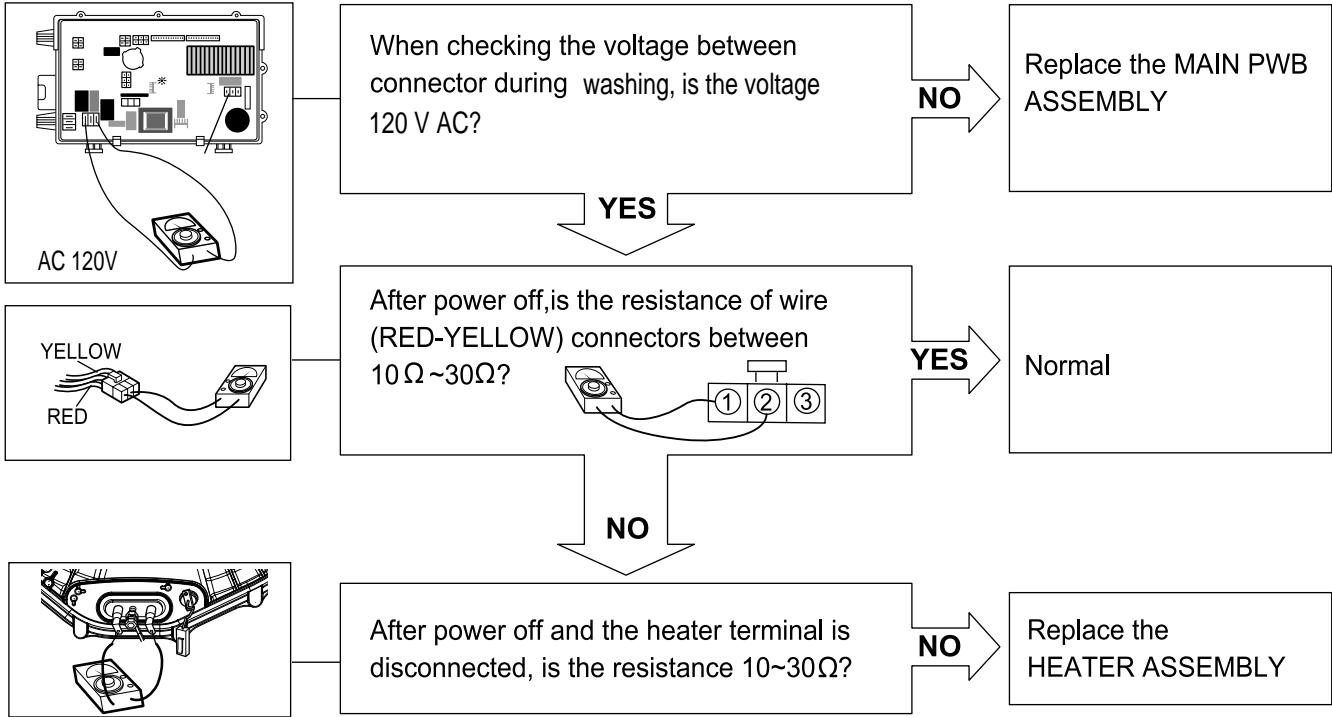 AC 120V
When checking the voltage between
connector during washing, is the voltage
120 V AC?
NO
Replace the MAIN PWB
ASSEMBLY
YES
YELLOW
RED
After power off,is the resistance of wire
(RED-YELLOW) connectors between
10 Ω ~30Ω?
1 2 3
YES
Normal
NO
After power off and the heater terminal is
disconnected, is the resistance 10~30Ω?
NO
Replace the
HEATER ASSEMBLY